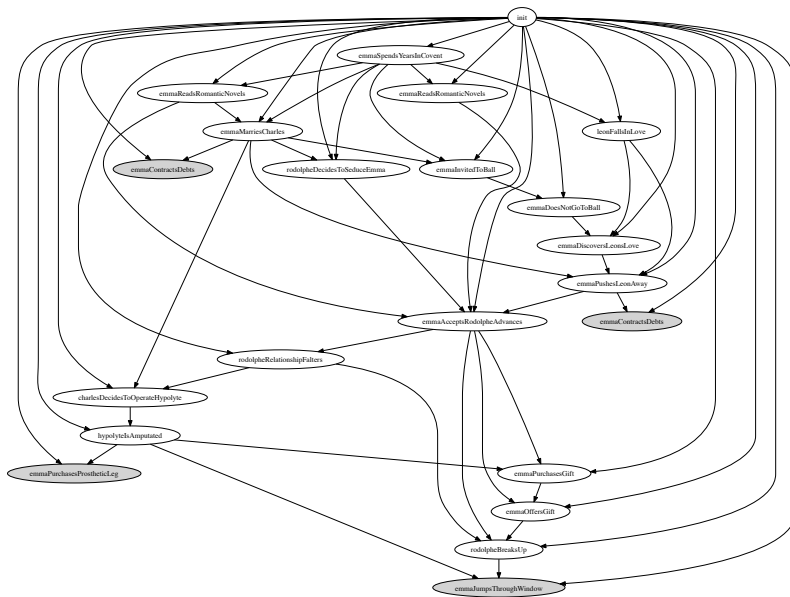 init
emmaSpendsYearsInCovent
emmaReadsRomanticNovels
emmaReadsRomanticNovels
emmaMarriesCharles
leonFallsInLove
emmaContractsDebts
rodolpheDecidesToSeduceEmma
emmaInvitedToBall
emmaDoesNotGoToBall
emmaDiscoversLeonsLove
emmaPushesLeonAway
emmaAcceptsRodolpheAdvances
emmaContractsDebts
rodolpheRelationshipFalters
charlesDecidesToOperateHypolyte
hypolyteIsAmputated
emmaPurchasesProstheticLeg
emmaPurchasesGift
emmaOffersGift
rodolpheBreaksUp
emmaJumpsThroughWindow